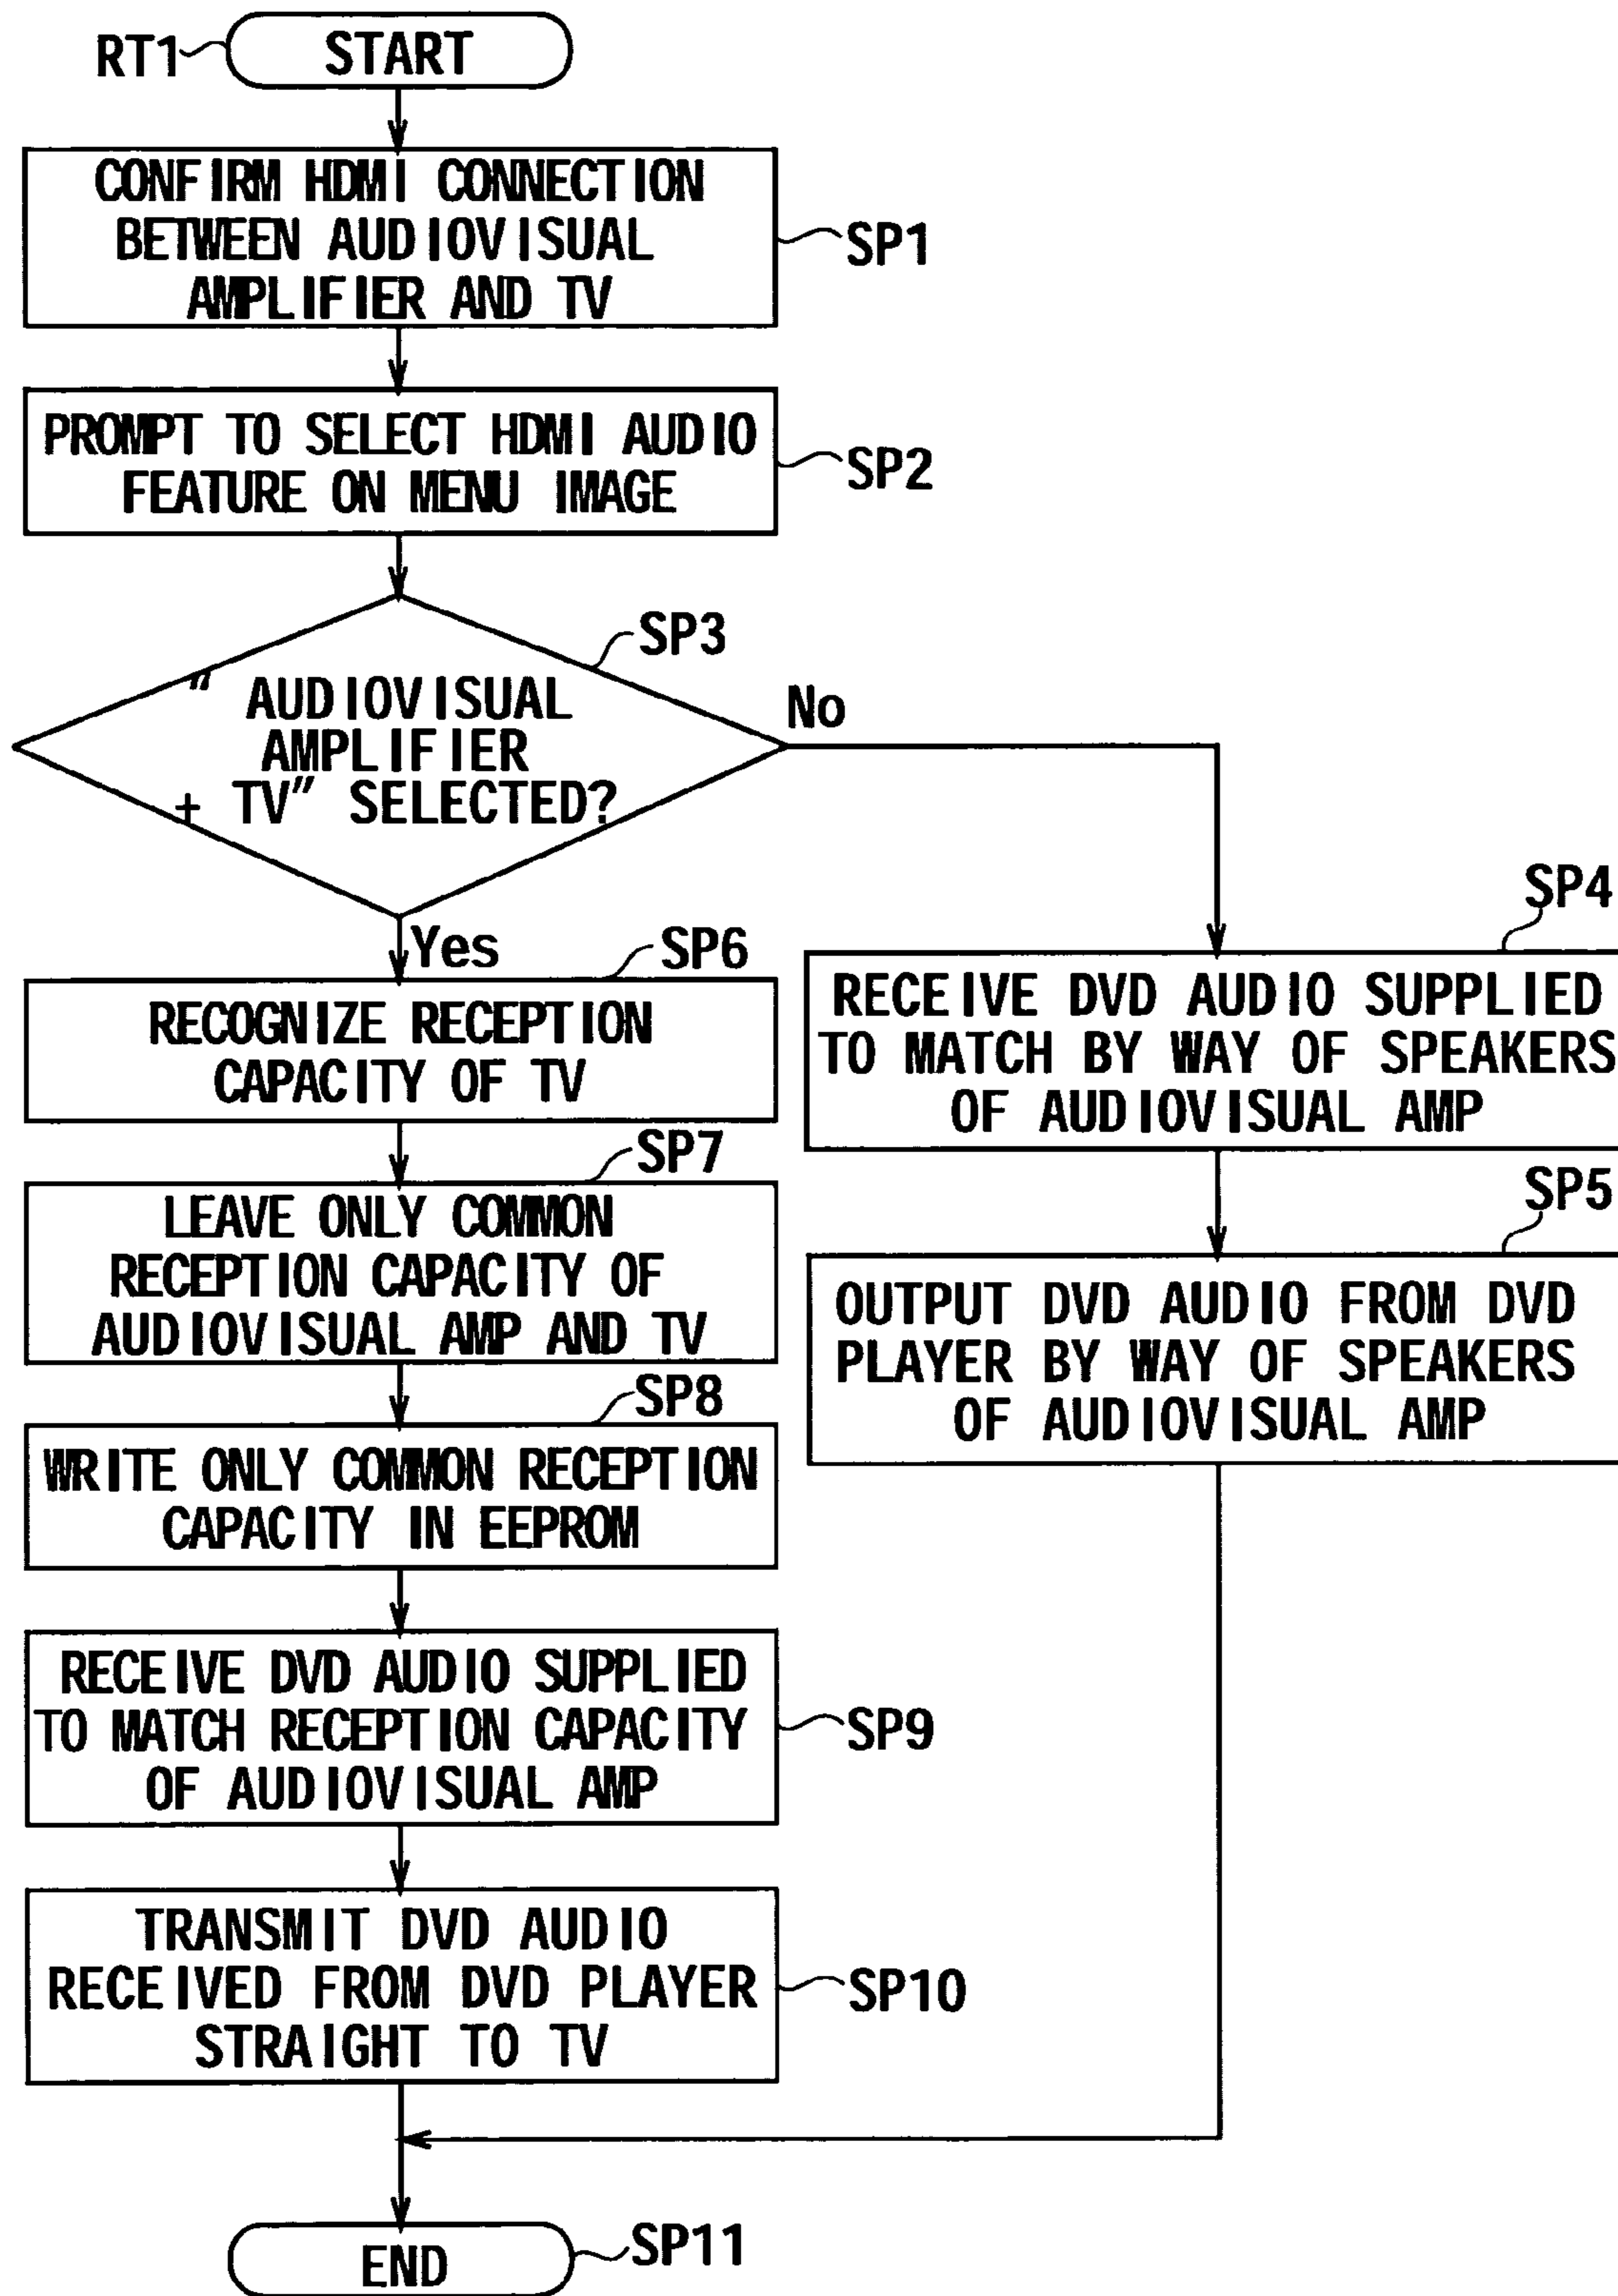 RT1
START
CONFIRM HDMI CONNECTION
BETWEEN AUDIOVISUAL
AMPLIFIER AND TV
SP1
PROMPT TO SELECT HDMI AUDIO
FEATURE ON MENU IMAGE
SP2
SP3
" AUDIOVISUAL
AMPLIFIER
+ TV" SELECTED?
No
Yes
SP4
RECEIVE DVD AUDIO SUPPLIED
TO MATCH BY WAY OF SPEAKERS
OF AUDIOVISUAL AMP
SP5
OUTPUT DVD AUDIO FROM DVD
PLAYER BY WAY OF SPEAKERS
OF AUDIOVISUAL AMP
SP6
RECOGNIZE RECEPTION
CAPACITY OF TV
SP7
LEAVE ONLY COMMON
RECEPTION CAPACITY OF
AUDIOVISUAL AMP AND TV
SP8
WRITE ONLY COMMON RECEPTION
CAPACITY IN EEPROM
RECEIVE DVD AUDIO SUPPLIED
TO MATCH RECEPTION CAPACITY
OF AUDIOVISUAL AMP
SP9
TRANSMIT DVD AUDIO
RECEIVED FROM DVD PLAYER
STRAIGHT TO TV
SP10
END
SP11